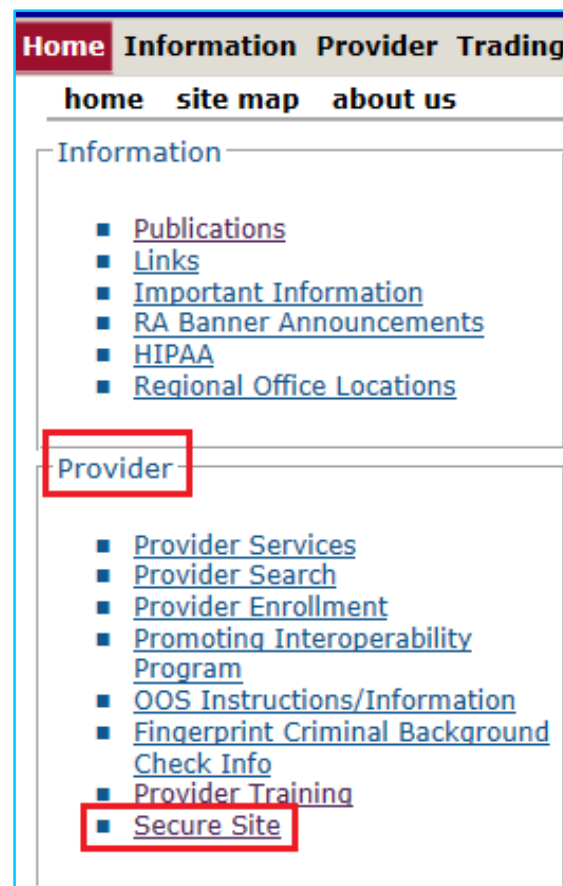 Home Information Provider Trading
home site map about us
Information
Publications
Links
Important Information
RA Banner Announcements
HIPAA
Regional Office Locations
Provider
Provider Services
Provider Search
Provider Enrollment
Promoting Interoperability
Program
OOS Instructions/Information
Fingerprint Criminal Background
Check Info
Provider Training
Secure Site